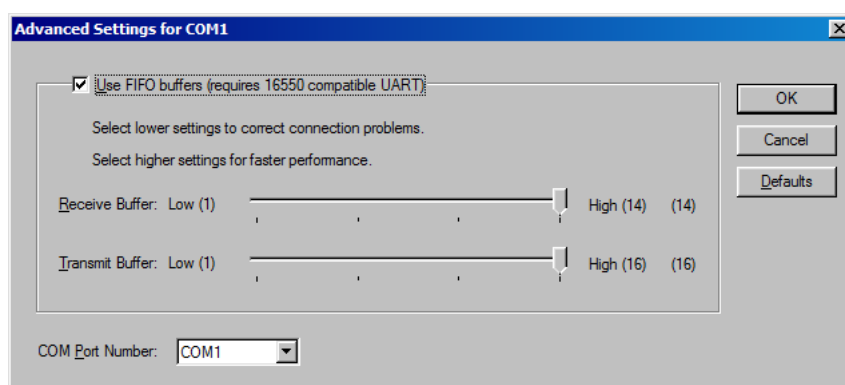 Advanced Settings for COM1
Use FIFO buffers (requires 16550 compatible UART)
OK
Select lower settings to correct connection problems.
Cancel
Select higher settings for faster performance.
Defaults
Receive Buffer: Low (1) High (14) (14)
Transmit Buffer: Low (1) High (16) (16)
COM Port Number: COM1